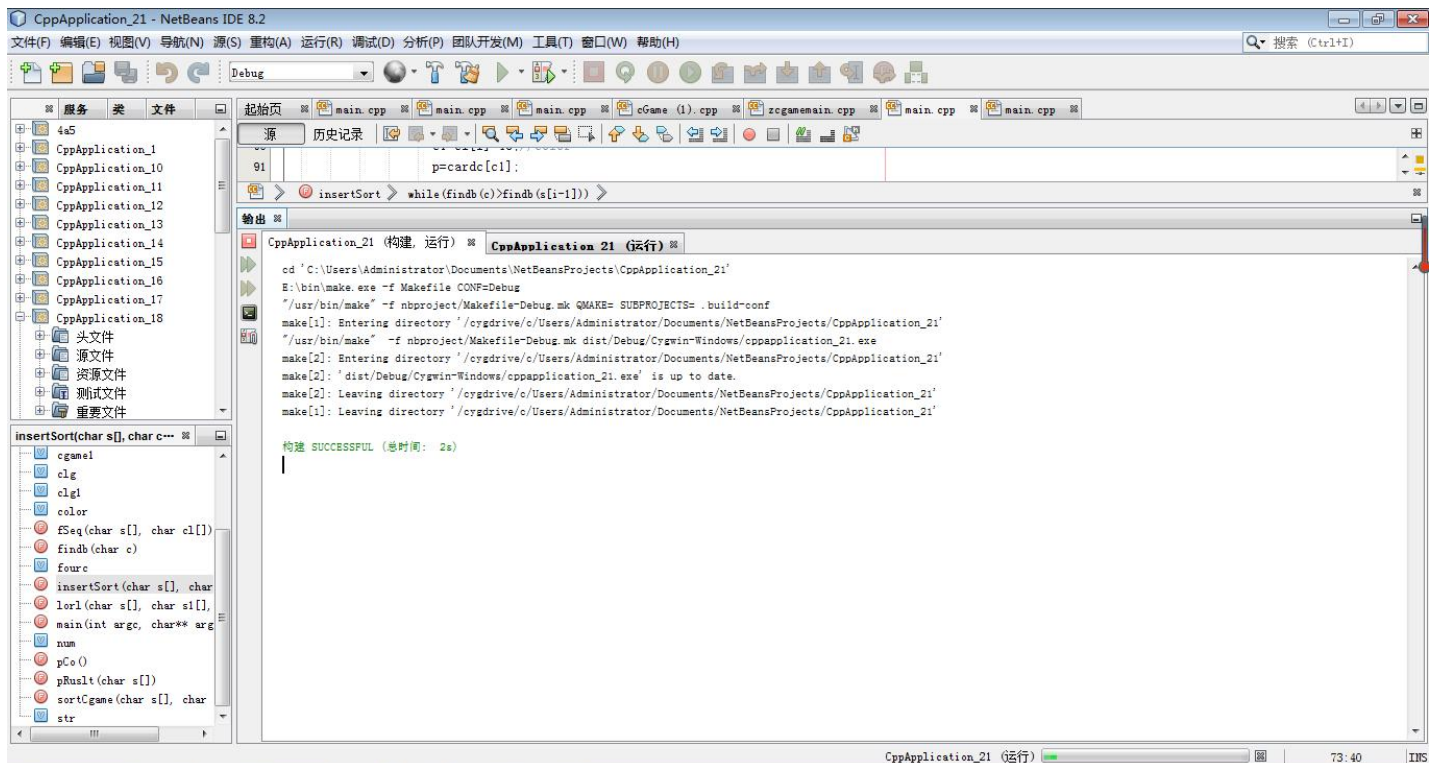 CppApplication_21 - NetBeans IDE 8.2
文件(F) 编辑(E) 视图(V) 导航(N) 源(S) 重构(A) 运行(R) 调试(D) 分析(P) 团队开发(M) 工具(T) 窗口(W) 帮助(H)
搜索 (Ctrl+I)
Debug
服务 类 文件
起始页 main.cpp main.cpp main.cpp cGame (1).cpp zcgamemain.cpp main.cpp main.cpp
源 历史记录
91 p=cardc[c1];
insertSort while(findb(c)>findb(s[i-1]))
4a5
CppApplication_1
CppApplication_10
CppApplication_11
CppApplication_12
CppApplication_13
CppApplication_14
CppApplication_15
CppApplication_16
CppApplication_17
CppApplication_18
头文件
源文件
资源文件
测试文件
重要文件
insertSort(char s[], char c...
cgame1
clg
clg1
color
fSeq(char s[], char cl[])
findb(char c)
fourc
insertSort(char s[], char
lorl(char s[], char s1[],
main(int argc, char** arg
num
pCo()
pRuslt(char s[])
sortCgame(char s[], char
str
输出
CppApplication_21 (构建, 运行) CppApplication_21 (运行)
cd 'C:\Users\Administrator\Documents\NetBeansProjects\CppApplication_21'
E:\bin\make.exe -f Makefile CONF=Debug
"/usr/bin/make" -f nbproject/Makefile-Debug.mk QMAKE= SUBPROJECTS= .build-conf
make[1]: Entering directory '/cygdrive/c/Users/Administrator/Documents/NetBeansProjects/CppApplication_21'
"/usr/bin/make"  -f nbproject/Makefile-Debug.mk dist/Debug/Cygwin-Windows/cppapplication_21.exe
make[2]: Entering directory '/cygdrive/c/Users/Administrator/Documents/NetBeansProjects/CppApplication_21'
make[2]: 'dist/Debug/Cygwin-Windows/cppapplication_21.exe' is up to date.
make[2]: Leaving directory '/cygdrive/c/Users/Administrator/Documents/NetBeansProjects/CppApplication_21'
make[1]: Leaving directory '/cygdrive/c/Users/Administrator/Documents/NetBeansProjects/CppApplication_21'
构建 SUCCESSFUL (总时间: 2s)
CppApplication_21 (运行) 73:40 INS